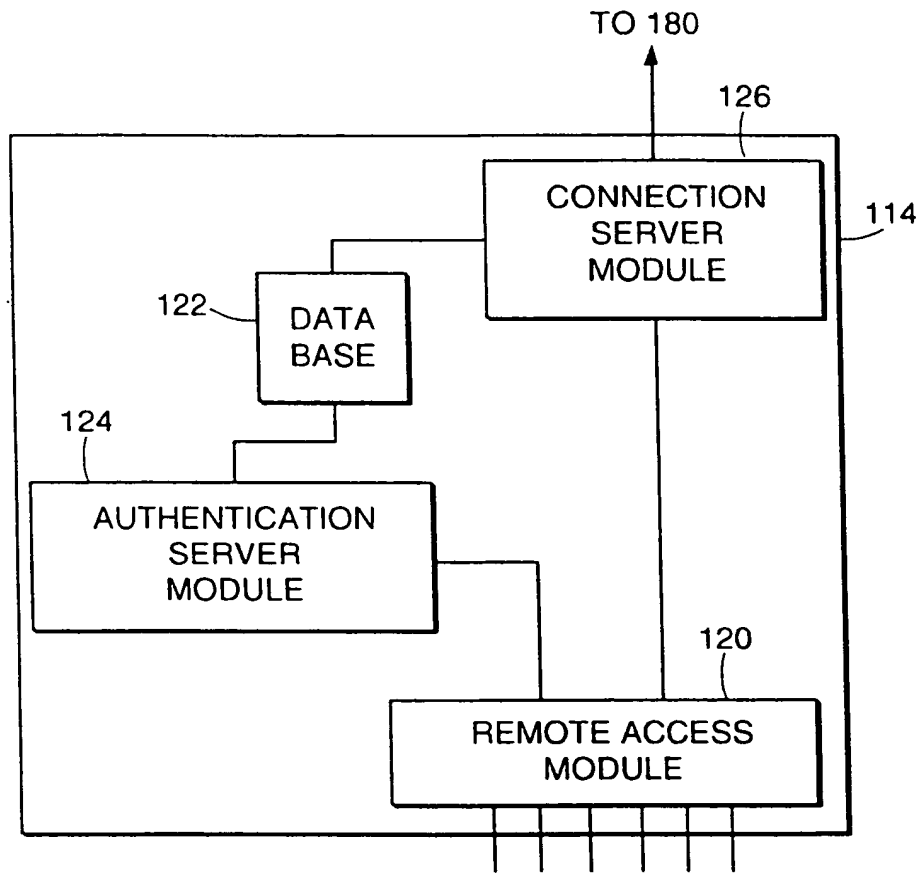 TO 180
126
CONNECTION
SERVER
MODULE
114
122
DATA
BASE
124
AUTHENTICATION
SERVER
MODULE
120
REMOTE ACCESS
MODULE